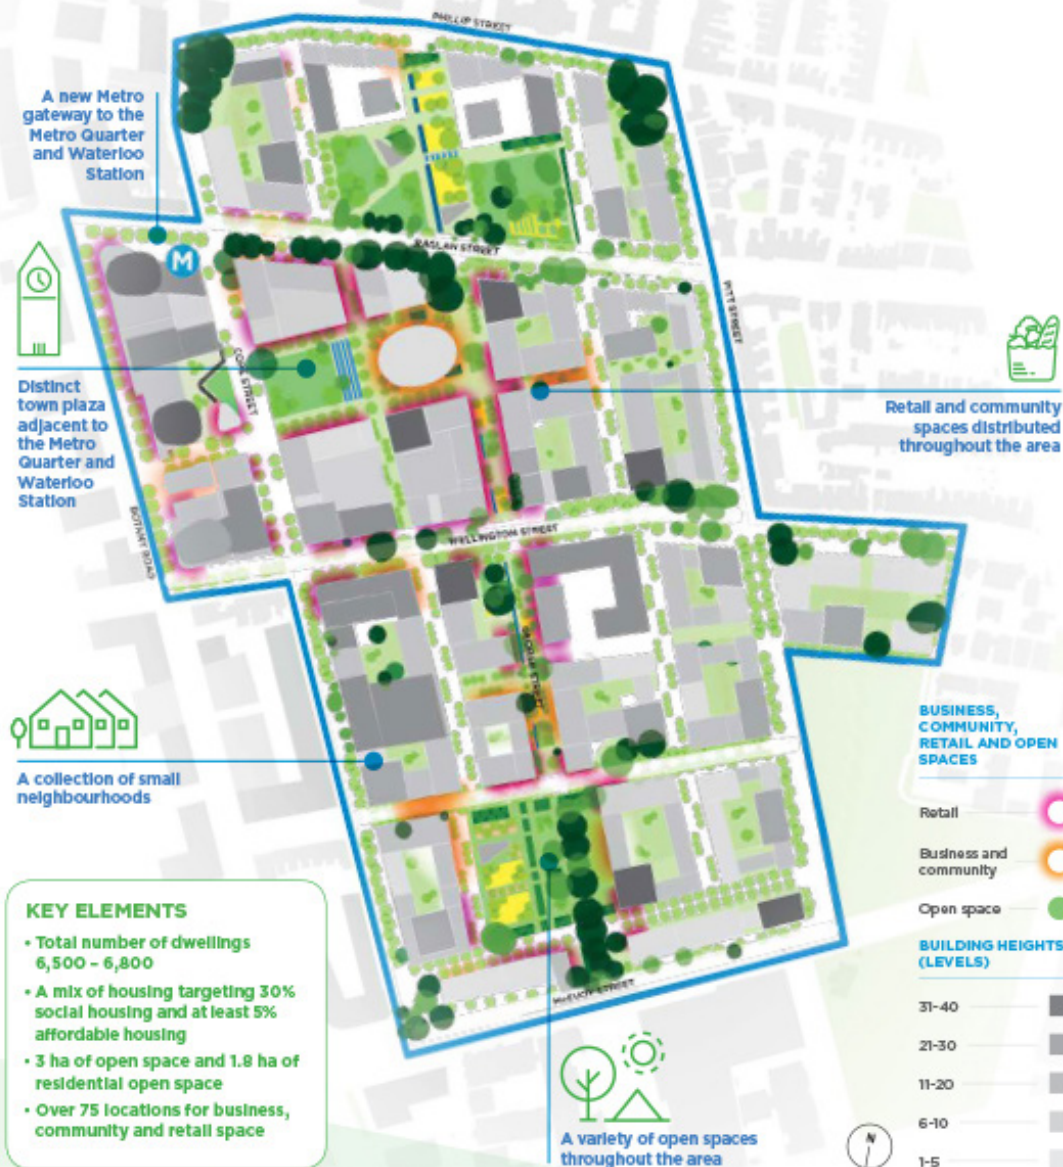 PHILLIP STREET
A new Metro
gateway to the
Metro Quarter
and Waterloo
Station
RAGLAN STREET
M
PITT STREET
COPE STREET
Distinct
town plaza
adjacent to
the Metro
Quarter and
Waterloo
Station
Retail and community
spaces distributed
throughout the area
BOTANY ROAD
WELLINGTON STREET
GEORGE STREET
A collection of small
neighbourhoods
BUSINESS,
COMMUNITY,
RETAIL AND OPEN
SPACES
Retail
Business and
community
Open space
BUILDING HEIGHTS
(LEVELS)
31-40
21-30
11-20
6-10
1-5
KEY ELEMENTS
• Total number of dwellings
6,500 – 6,800
• A mix of housing targeting 30%
social housing and at least 5%
affordable housing
• 3 ha of open space and 1.8 ha of
residential open space
• Over 75 locations for business,
community and retail space
McEVOY STREET
A variety of open spaces
throughout the area
N